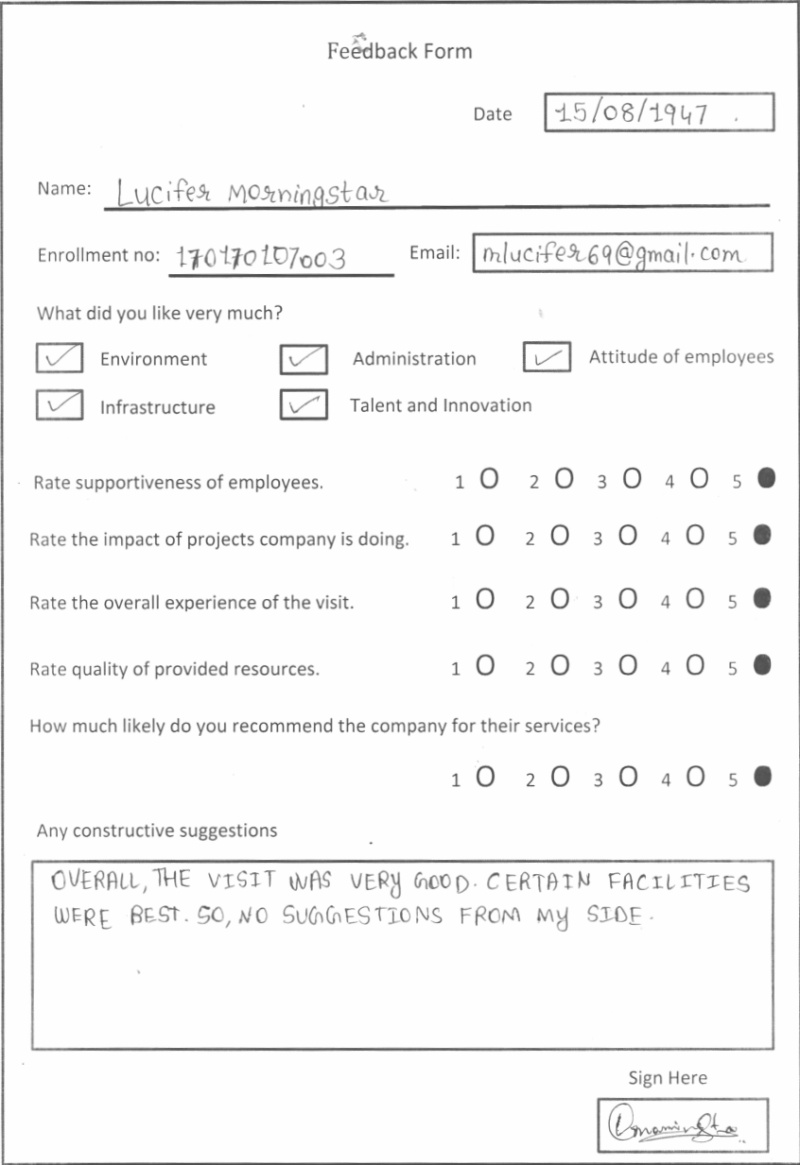 Feedback Form
Date 15/08/1947
Name: Lucifer Morningstar
Enrollment no: 170170107003 Email: mlucifer69@gmail.com
What did you like very much?
Environment Administration Attitude of employees
Infrastructure Talent and Innovation
Rate supportiveness of employees. 1 2 3 4 5
Rate the impact of projects company is doing. 1 2 3 4 5
Rate the overall experience of the visit. 1 2 3 4 5
Rate quality of provided resources. 1 2 3 4 5
How much likely do you recommend the company for their services?
1 2 3 4 5
Any constructive suggestions
OVERALL, THE VISIT WAS VERY GOOD. CERTAIN FACILITIES
WERE BEST. SO, NO SUGGESTIONS FROM MY SIDE.
Sign Here